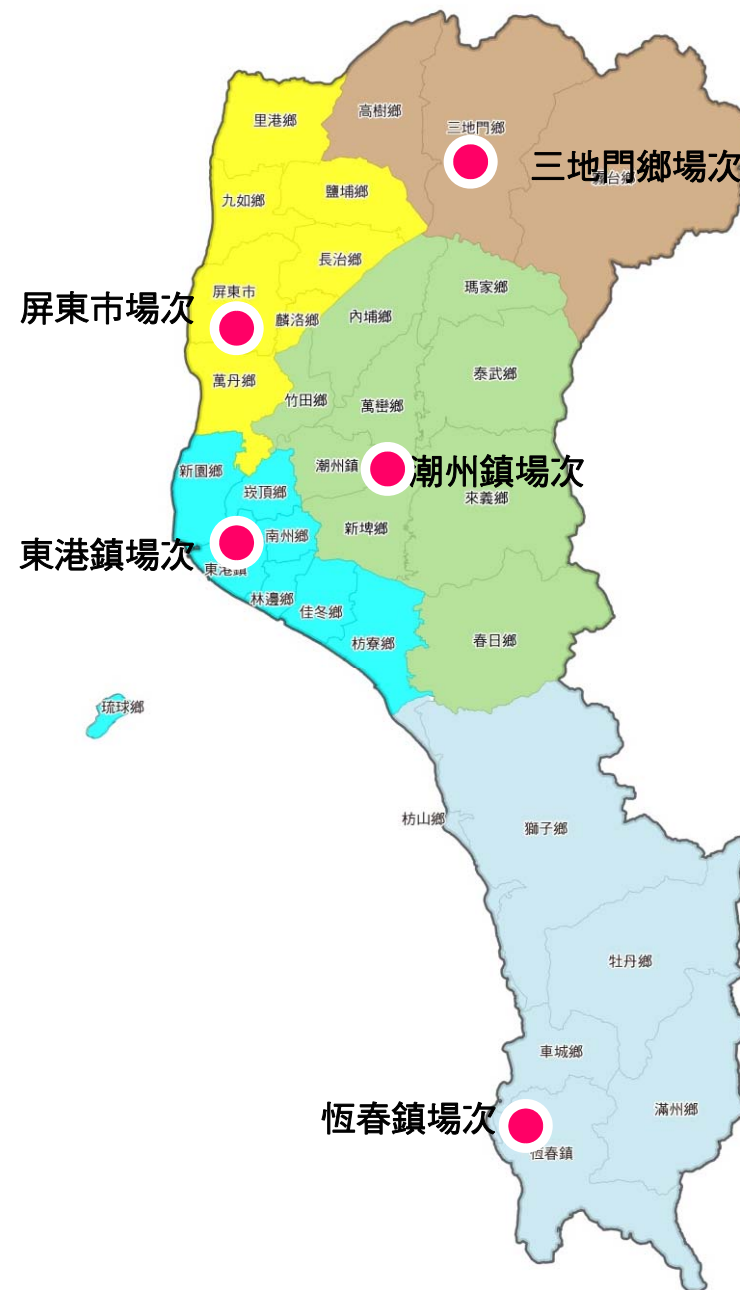 高樹鄉
里港鄉
三地門鄉
三地門鄉場次
霧台鄉
鹽埔鄉
九如鄉
長治鄉
瑪家鄉
屏東市
屏東市場次
麟洛鄉
內埔鄉
泰武鄉
萬丹鄉
竹田鄉
萬巒鄉
潮州鎮
潮州鎮場次
新園鄉
崁頂鄉
來義鄉
新埤鄉
南州鄉
東港鎮場次
東港鎮
林邊鄉
佳冬鄉
枋寮鄉
春日鄉
琉球鄉
枋山鄉
獅子鄉
牡丹鄉
車城鄉
滿州鄉
恆春鎮場次
恆春鎮